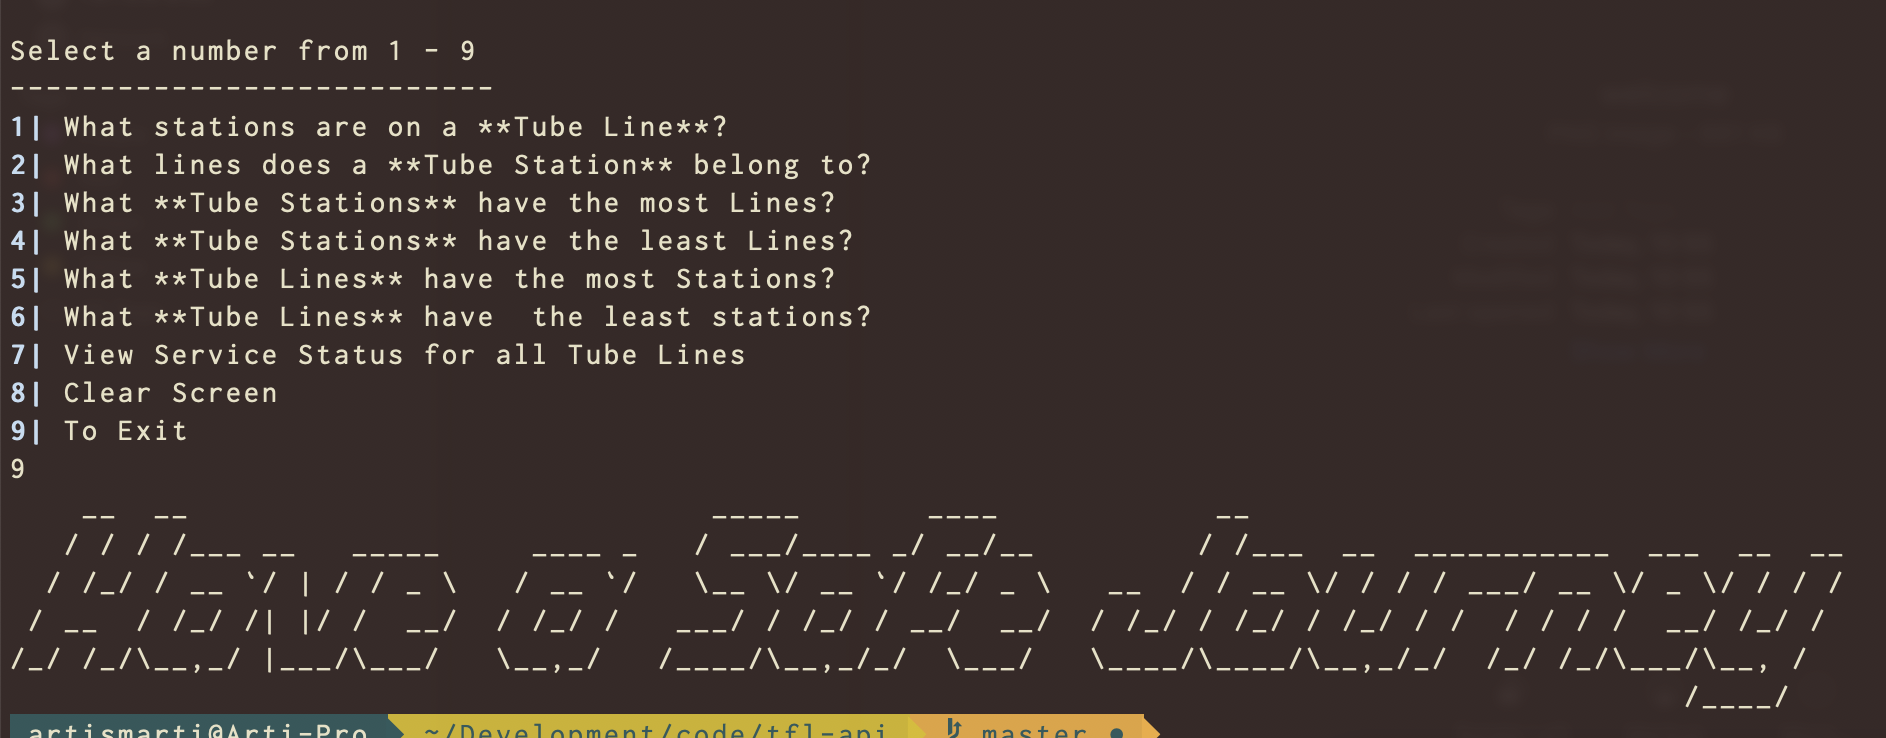 Select a number from 1 - 9
---------------------------
1| What stations are on a **Tube Line**?
2| What lines does a **Tube Station** belong to?
3| What **Tube Stations** have the most Lines?
4| What **Tube Stations** have the least Lines?
5| What **Tube Lines** have the most Stations?
6| What **Tube Lines** have  the least stations?
7| View Service Status for all Tube Lines
8| Clear Screen
9| To Exit
9
Have a Safe Journey
artismarti@Arti-Pro ~/Development/code/tfl-api master ●